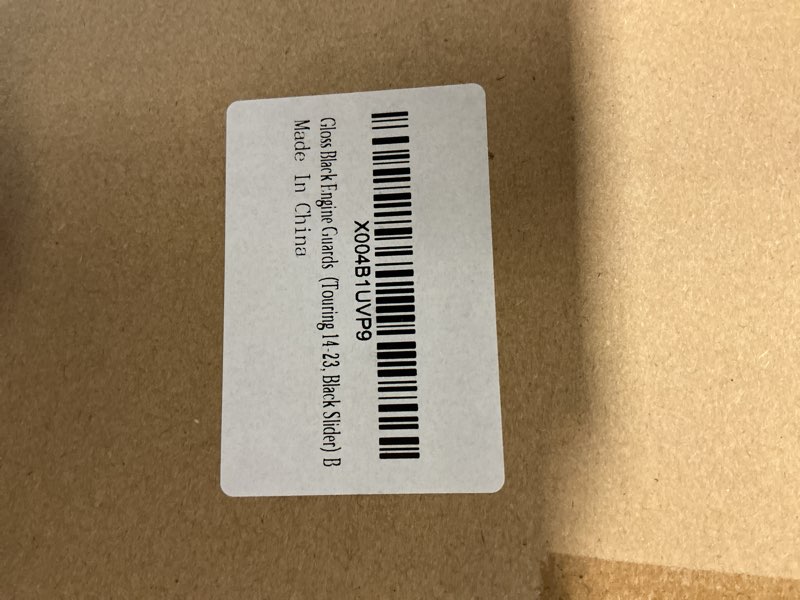 X004B1UVP9
Gloss Black Engine Guards (Touring 14-23, Black Slider) B
Made In China